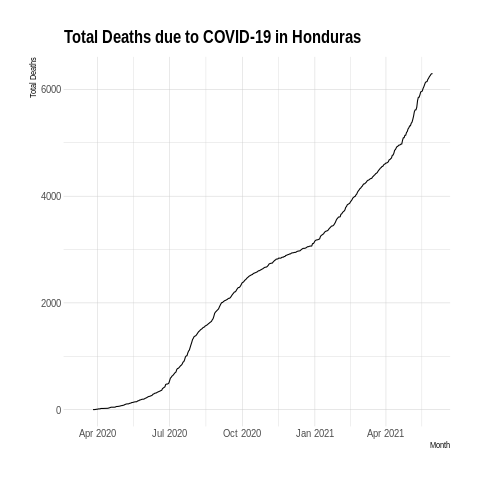 Total Deaths due to COVID-19 in Honduras
Total Deaths
6000
4000
2000
0
Apr 2020 Jul 2020 Oct 2020 Jan 2021 Apr 2021
Month